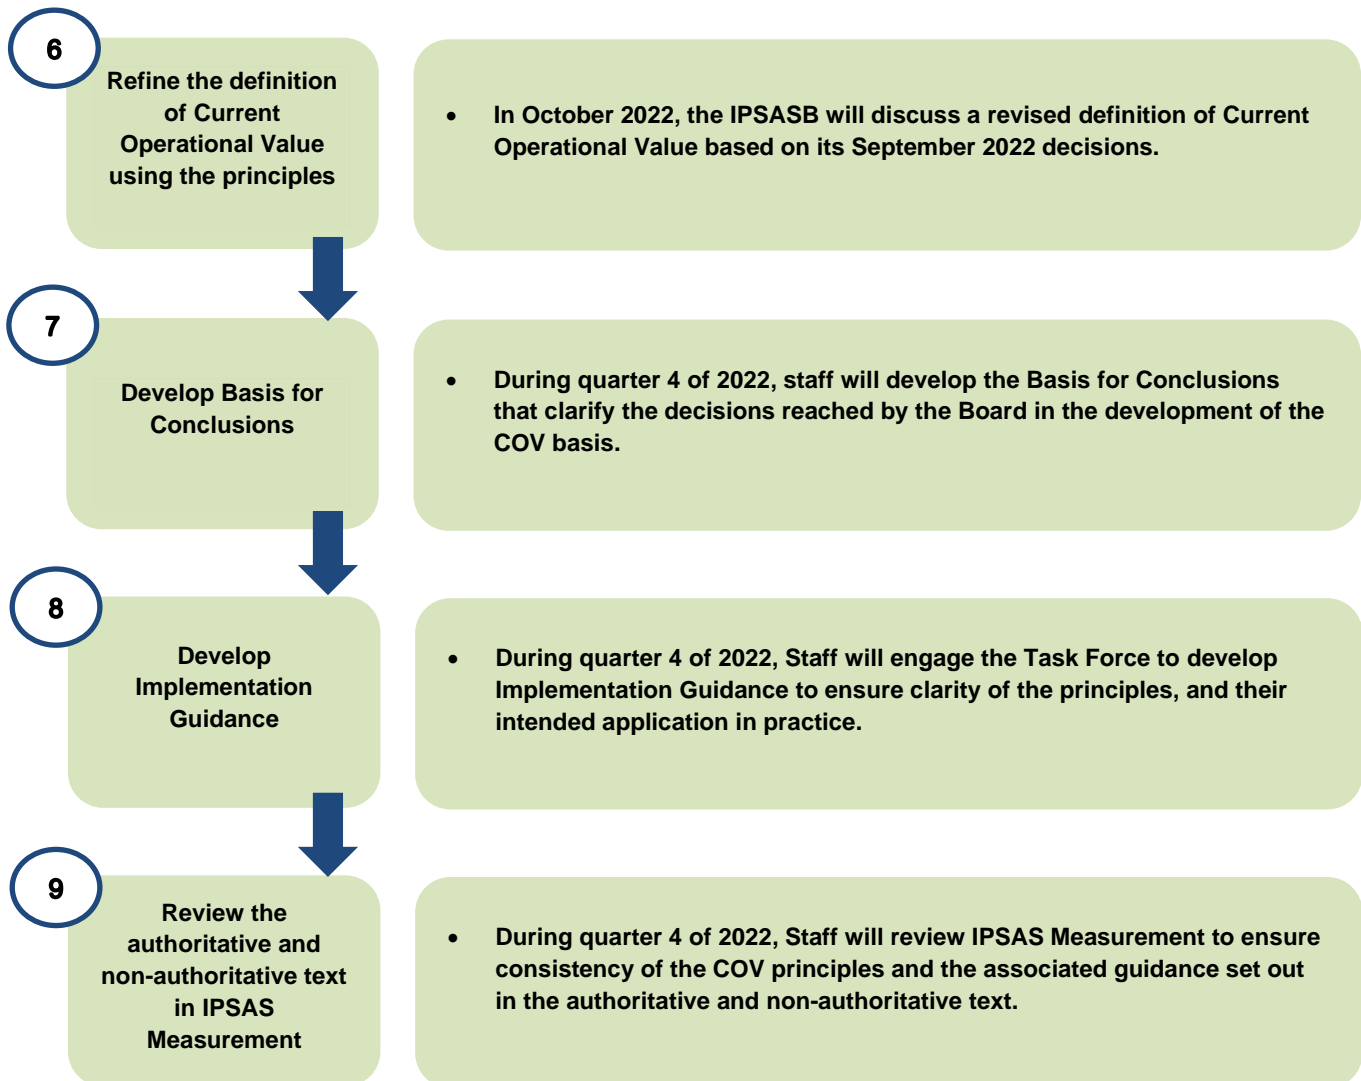 6
Refine the definition
of Current
Operational Value
using the principles
• In October 2022, the IPSASB will discuss a revised definition of Current
Operational Value based on its September 2022 decisions.
7
Develop Basis for
Conclusions
• During quarter 4 of 2022, staff will develop the Basis for Conclusions
that clarify the decisions reached by the Board in the development of the
COV basis.
8
Develop
Implementation
Guidance
• During quarter 4 of 2022, Staff will engage the Task Force to develop
Implementation Guidance to ensure clarity of the principles, and their
intended application in practice.
9
Review the
authoritative and
non-authoritative text
in IPSAS
Measurement
• During quarter 4 of 2022, Staff will review IPSAS Measurement to ensure
consistency of the COV principles and the associated guidance set out
in the authoritative and non-authoritative text.